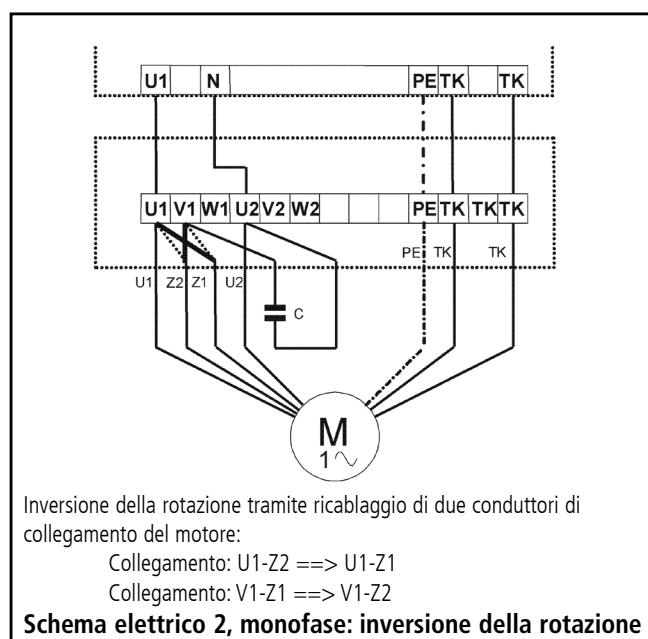 U1 N PE TK TK
U1 V1 W1 U2 V2 W2 PE TK TK TK
PE TK TK
U1 Z2 Z1 U2
C
M
1~
Inversione della rotazione tramite ricablaggio di due conduttori di
collegamento del motore:
Collegamento: U1-Z2 ==> U1-Z1
Collegamento: V1-Z1 ==> V1-Z2
Schema elettrico 2, monofase: inversione della rotazione